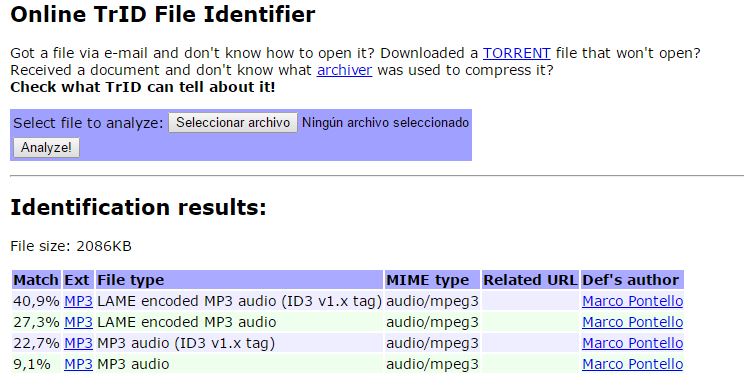 Online TrID File Identifier
Got a file via e-mail and don't know how to open it? Downloaded a TORRENT file that won't open?
Received a document and don't know what archiver was used to compress it?
Check what TrID can tell about it!
Select file to analyze: Seleccionar archivo Ningún archivo seleccionado
Analyze!
Identification results:
File size: 2086KB
Match Ext File type MIME type Related URL Def's author
40,9% MP3 LAME encoded MP3 audio (ID3 v1.x tag) audio/mpeg3 Marco Pontello
27,3% MP3 LAME encoded MP3 audio audio/mpeg3 Marco Pontello
22,7% MP3 MP3 audio (ID3 v1.x tag) audio/mpeg3 Marco Pontello
9,1% MP3 MP3 audio audio/mpeg3 Marco Pontello